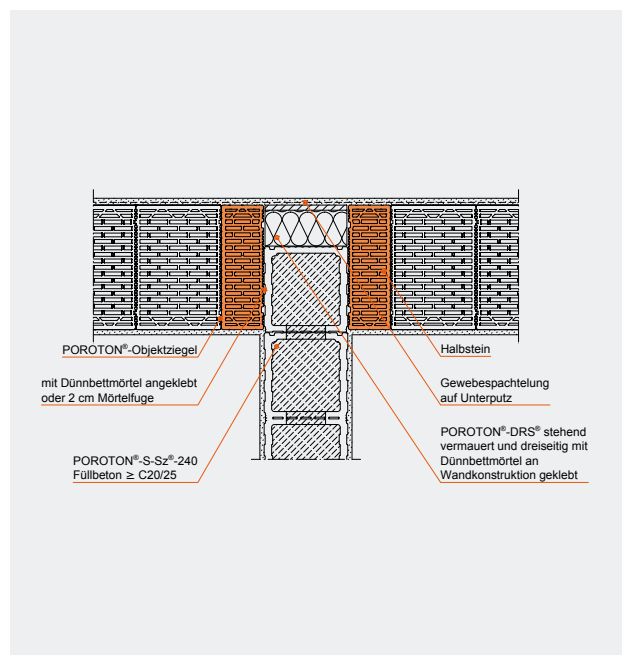 POROTON®-Objektziegel
mit Dünnbettmörtel angeklebt
oder 2 cm Mörtelfuge
POROTON®-S-Sz®-240
Füllbeton ≥ C20/25
Halbstein
Gewebespachtelung
auf Unterputz
POROTON®-DRS® stehend
vermauert und dreiseitig mit
Dünnbettmörtel an
Wandkonstruktion geklebt